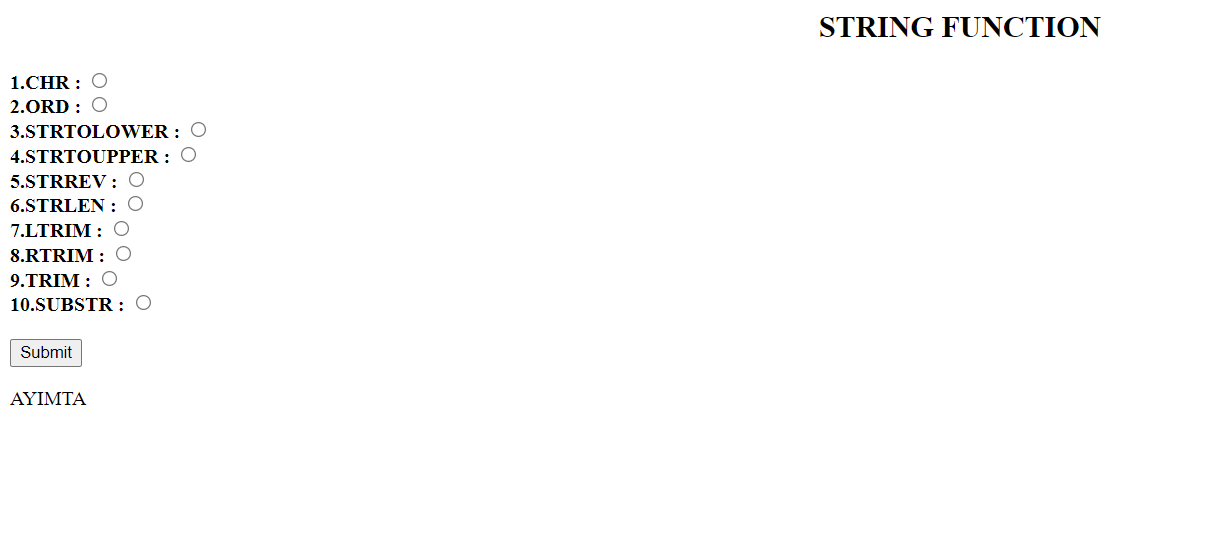 STRING FUNCTION
1.CHR :
2.ORD :
3.STRTOLOWER :
4.STRTOUPPER :
5.STRREV :
6.STRLEN :
7.LTRIM :
8.RTRIM :
9.TRIM :
10.SUBSTR :
Submit
AYIMTA